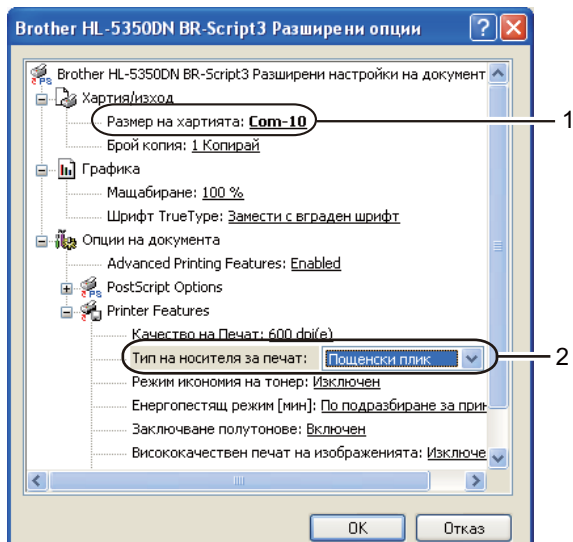 Brother HL-5350DN BR-Script3 Разширени опции
Brother HL-5350DN BR-Script3 Разширени настройки на документ
Хартия/изход
Размер на хартията: Com-10
1
Брой копия: 1 Копирай
Графика
Мащабиране: 100 %
Шрифт TrueType: Замести с вграден шрифт
Опции на документа
Advanced Printing Features: Enabled
PostScript Options
Printer Features
Качество на Печат: 600 dpi(e)
Тип на носителя за печат: Пощенски плик
2
Режим икономия на тонер: Изключен
Енергопестящ режим [мин]: По подразбиране за прин
Заключване полутонове: Включен
Висококачествен печат на изображенията: Изключе
OK Отказ